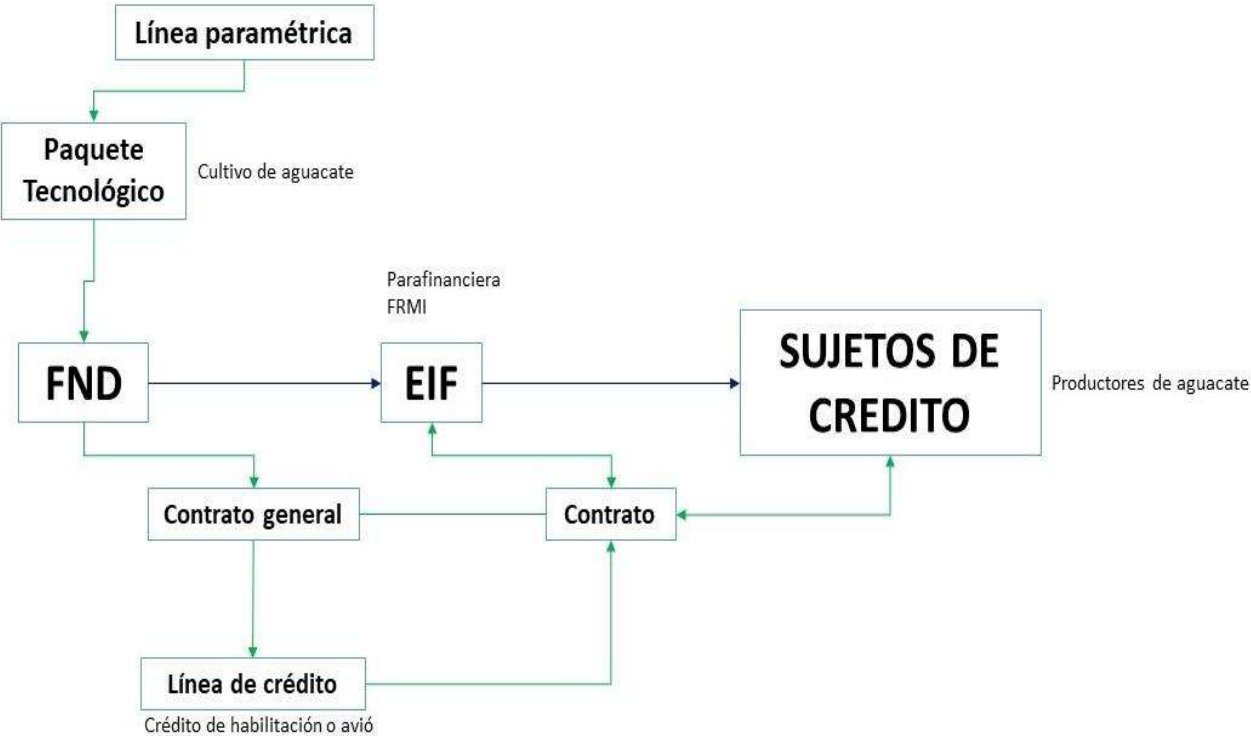 Línea paramétrica
Paquete
Tecnológico
Cultivo de aguacate
Parafinanciera
FRMI
FND
EIF
SUJETOS DE
CREDITO
Productores de aguacate
Contrato general
Contrato
Línea de crédito
Crédito de habilitación o avió